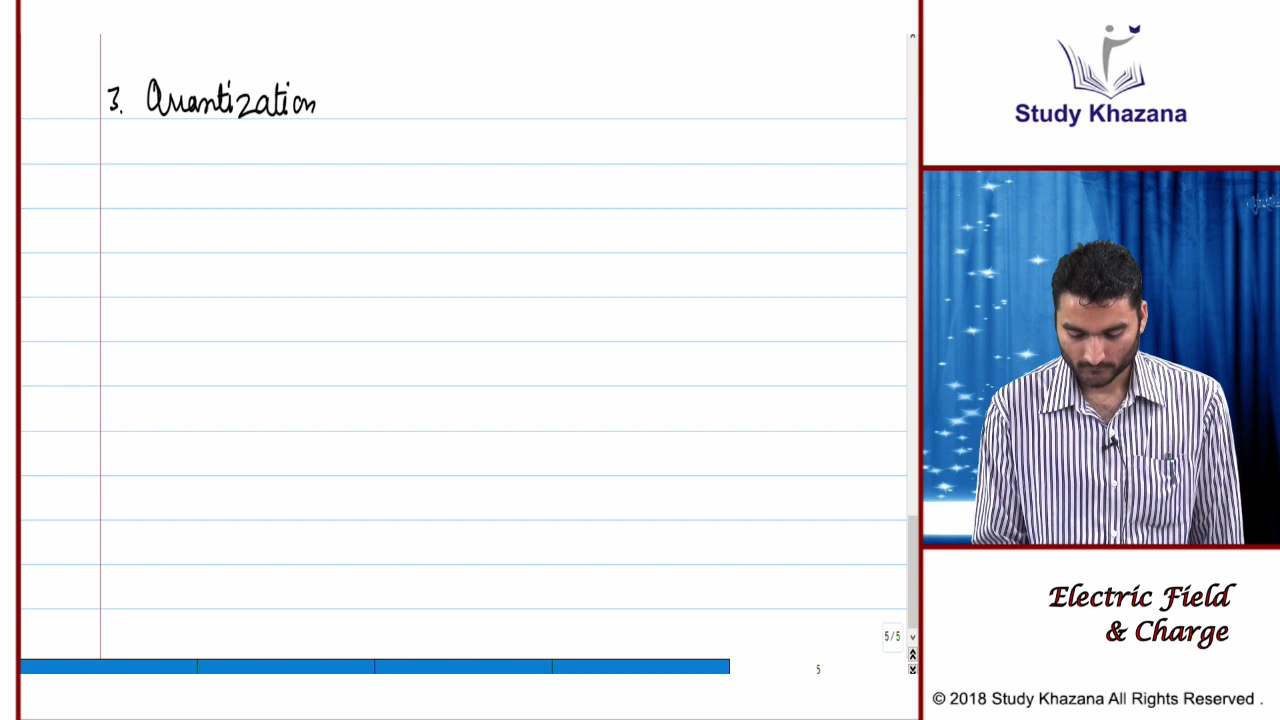 3. Quantization
Study Khazana
5/5
5
Electric Field
& Charge
© 2018 Study Khazana All Rights Reserved .